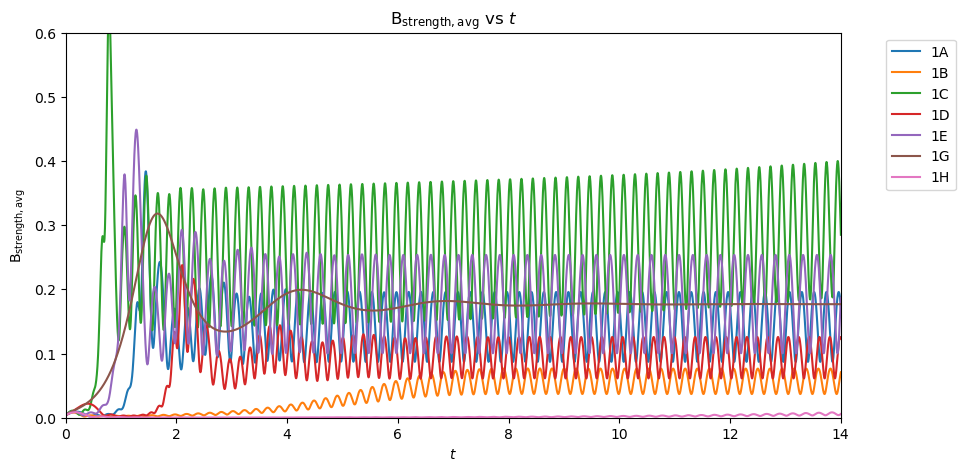 B_strength,avg vs t
B_strength,avg
0.6
0.5
0.4
0.3
0.2
0.1
0.0
0 2 4 6 8 10 12 14
t
1A
1B
1C
1D
1E
1G
1H